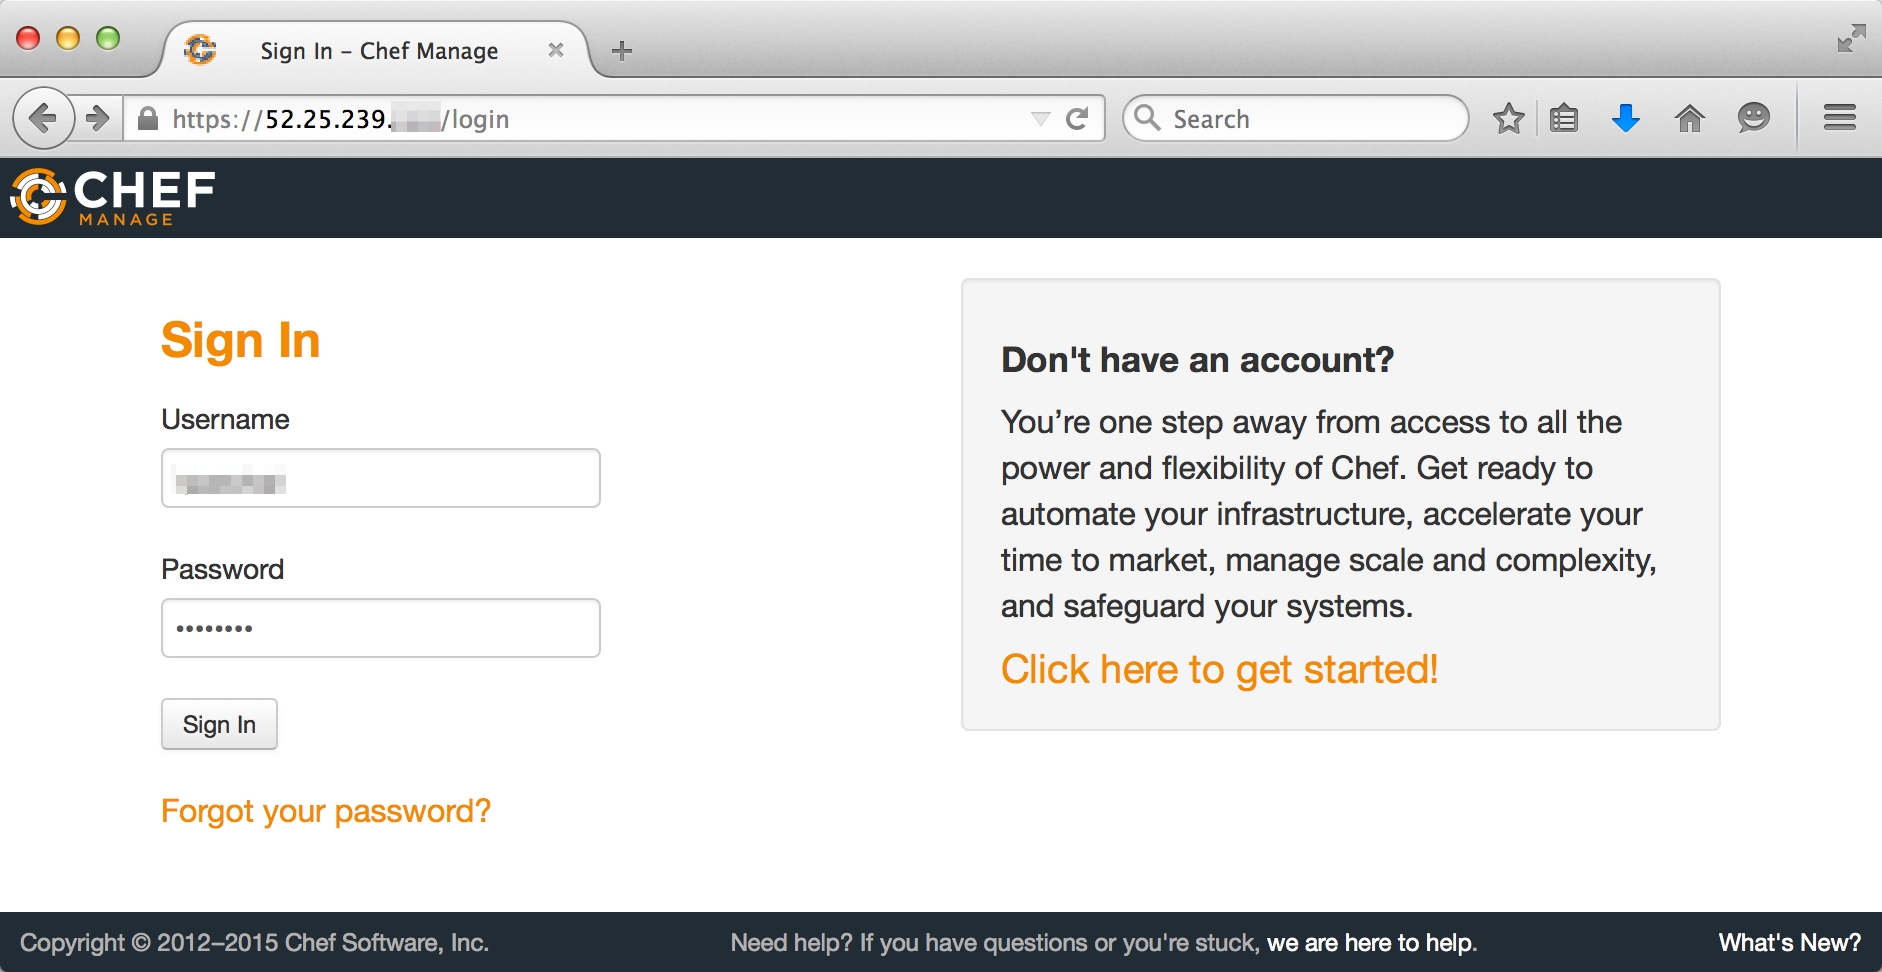 Sign In – Chef Manage
https://52.25.239. /login
Search
CHEF
MANAGE
Sign In
Username
Password
Sign In
Forgot your password?
Don't have an account?
You’re one step away from access to all the
power and flexibility of Chef. Get ready to
automate your infrastructure, accelerate your
time to market, manage scale and complexity,
and safeguard your systems.
Click here to get started!
Copyright © 2012–2015 Chef Software, Inc.
Need help? If you have questions or you're stuck, we are here to help.
What's New?